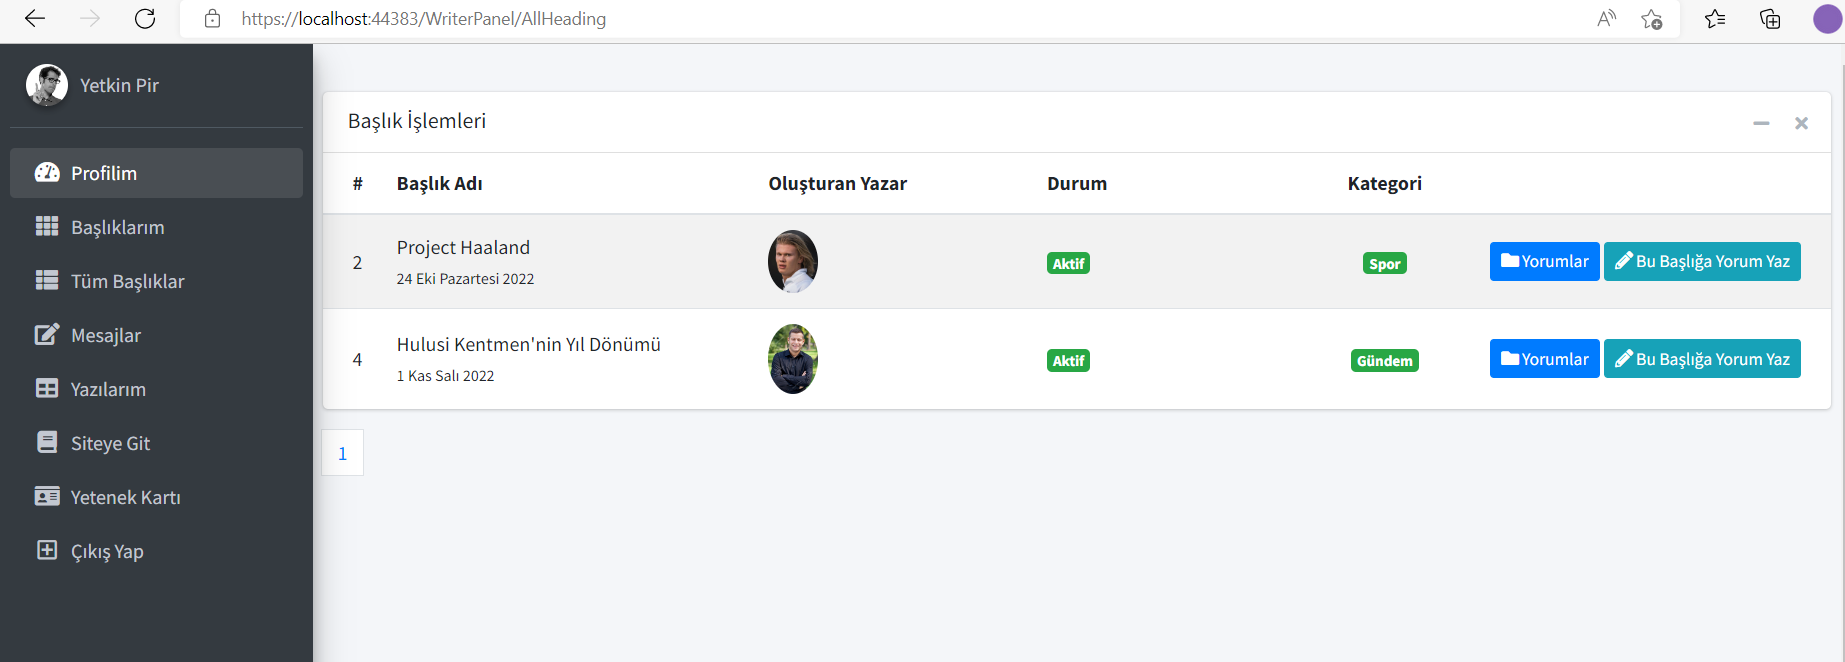 https://localhost:44383/WriterPanel/AllHeading
Yetkin Pir
Profilim
Başlıklarım
Tüm Başlıklar
Mesajlar
Yazılarım
Siteye Git
Yetenek Kartı
Çıkış Yap
Başlık İşlemleri
# Başlık Adı Oluşturan Yazar Durum Kategori
2 Project Haaland Aktif Spor Yorumlar Bu Başlığa Yorum Yaz
24 Eki Pazartesi 2022
4 Hulusi Kentmen'nin Yıl Dönümü Aktif Gündem Yorumlar Bu Başlığa Yorum Yaz
1 Kas Salı 2022
1